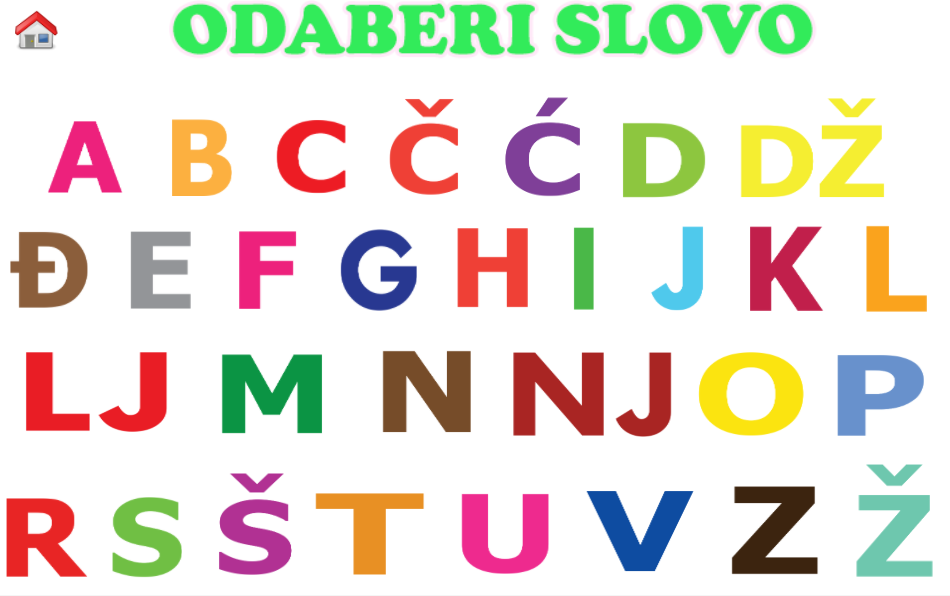 ODABERI SLOVO
A B C Č Ć D DŽ
Đ E F G H I J K L
LJ M N NJ O P
R S Š T U V Z Ž